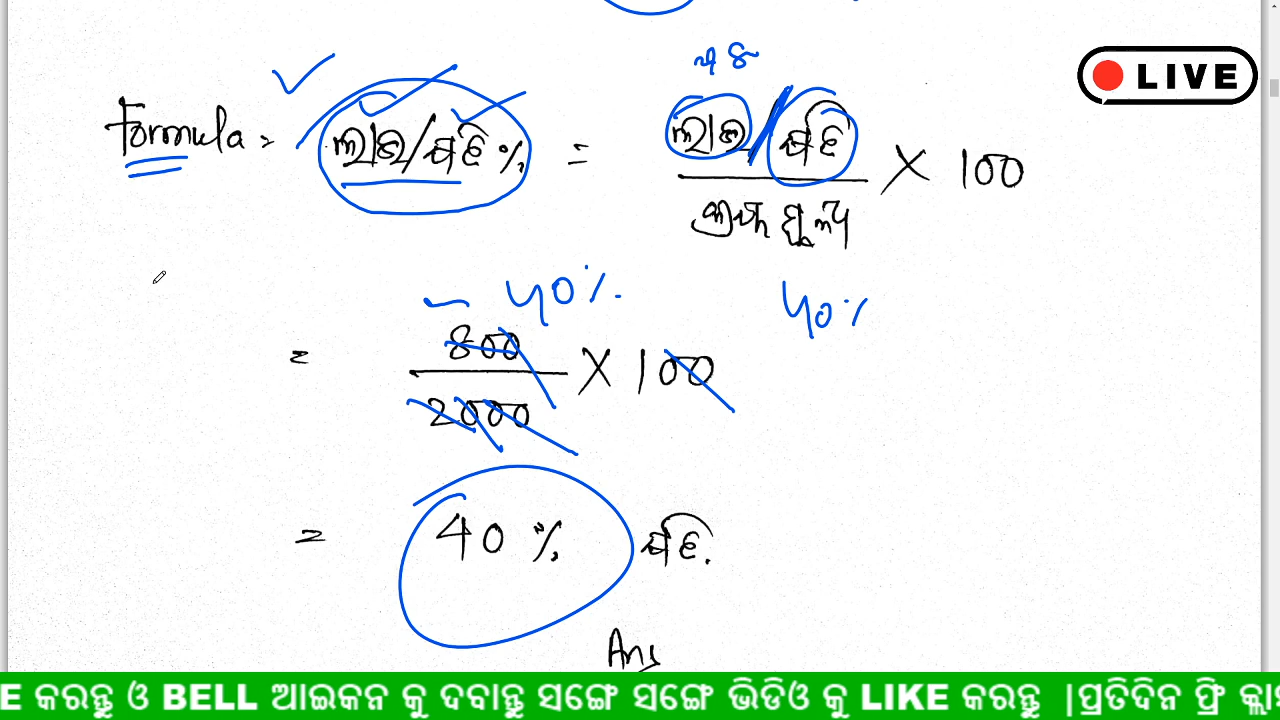 LIVE
ଏ କ
Formula = ଲାଭ/କ୍ଷତି % = ଲାଭ/କ୍ଷତି × 100
କ୍ରୟ ମୂଲ୍ୟ
40% 40%
= 800 × 100
2000
= 40 % କ୍ଷତି.
Ans
E କରନ୍ତୁ ଓ BELL ଆଇକନ କୁ ଦବାନ୍ତୁ ସଙ୍ଗେ ସଙ୍ଗେ ଭିଡିଓ କୁ LIKE କରନ୍ତୁ |ପ୍ରତିଦିନ ଫ୍ରି କ୍ଲା